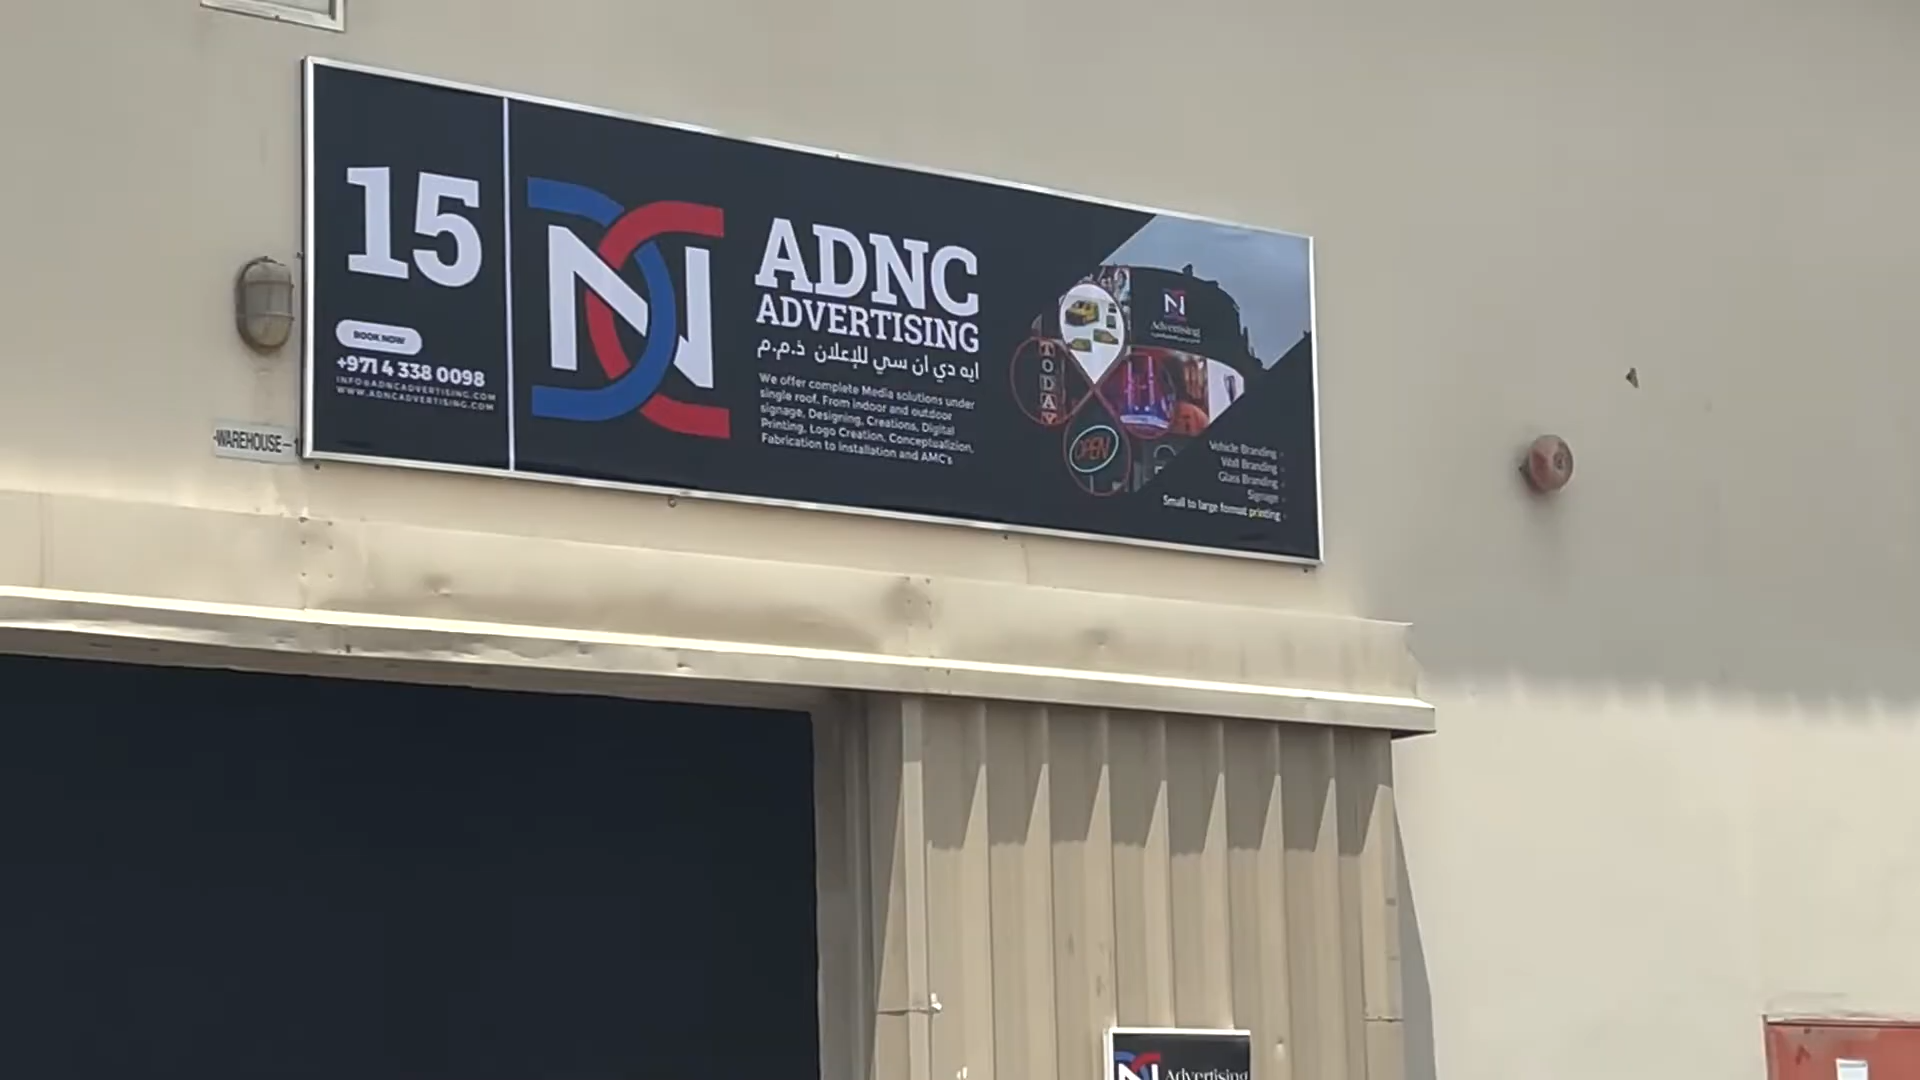 15
BOOK NOW
+971 4 338 0098
INFO@ADNCADVERTISING.COM
WWW.ADNCADVERTISING.COM
WAREHOUSE-1
ADNC
ADVERTISING
ايه دي ان سي للإعلان ذ.م.م
We offer complete Media solutions under
single roof. From indoor and outdoor
signage, Designing, Creations, Digital
Printing, Logo Creation, Conceptualizion,
Fabrication to Installation and AMC's
Advertising
TODAY
OPEN
Vehicle Branding
Wall Branding
Glass Branding
Signage
Small to large format printing
Advertising